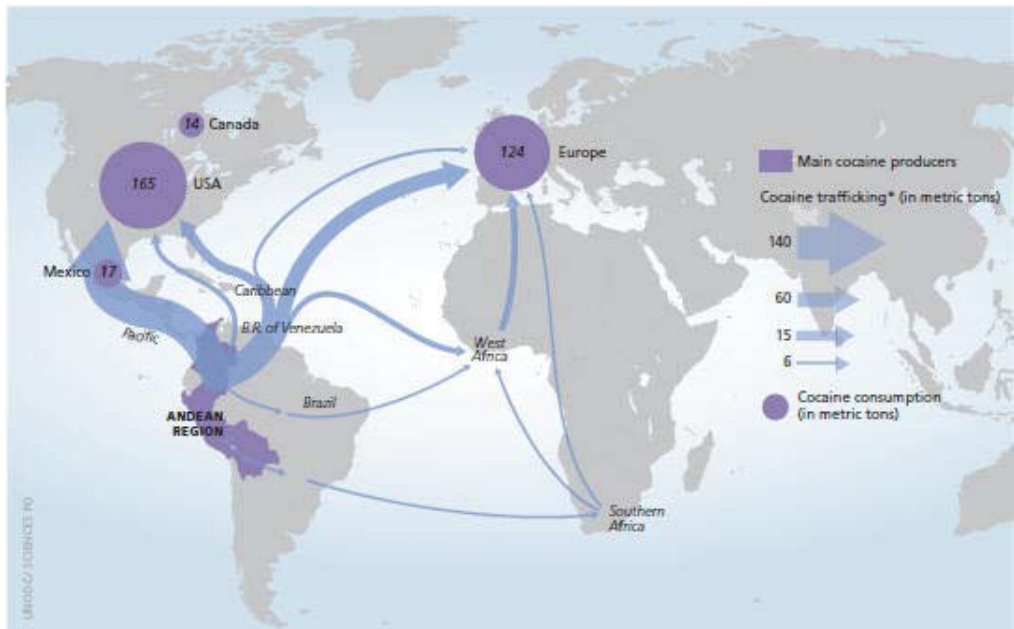 14 Canada
165 USA
124 Europe
Mexico 17
Pacific
Caribbean
B.R. of Venezuela
West
Africa
Brazil
ANDEAN
REGION
Southern
Africa
Main cocaine producers
Cocaine trafficking* (in metric tons)
140
60
15
6
Cocaine consumption
(in metric tons)
UNODC/ SCIENCES PO